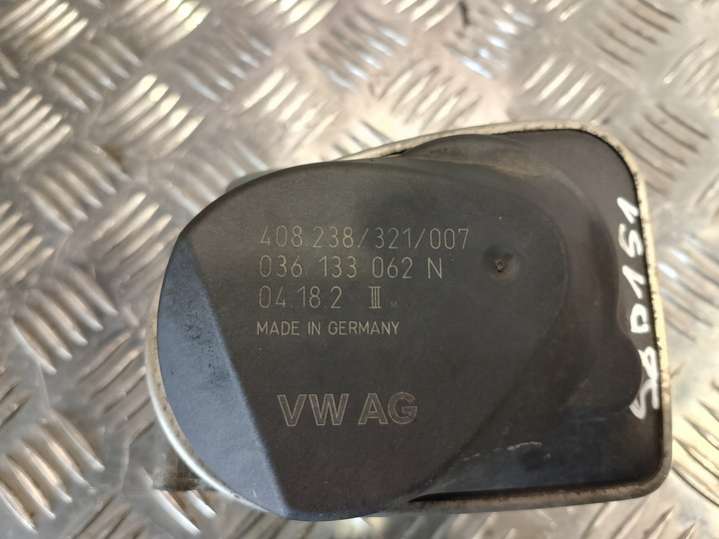 408.238/321/007
036 133 062 N
04.18.2 III
MADE IN GERMANY
VW AG